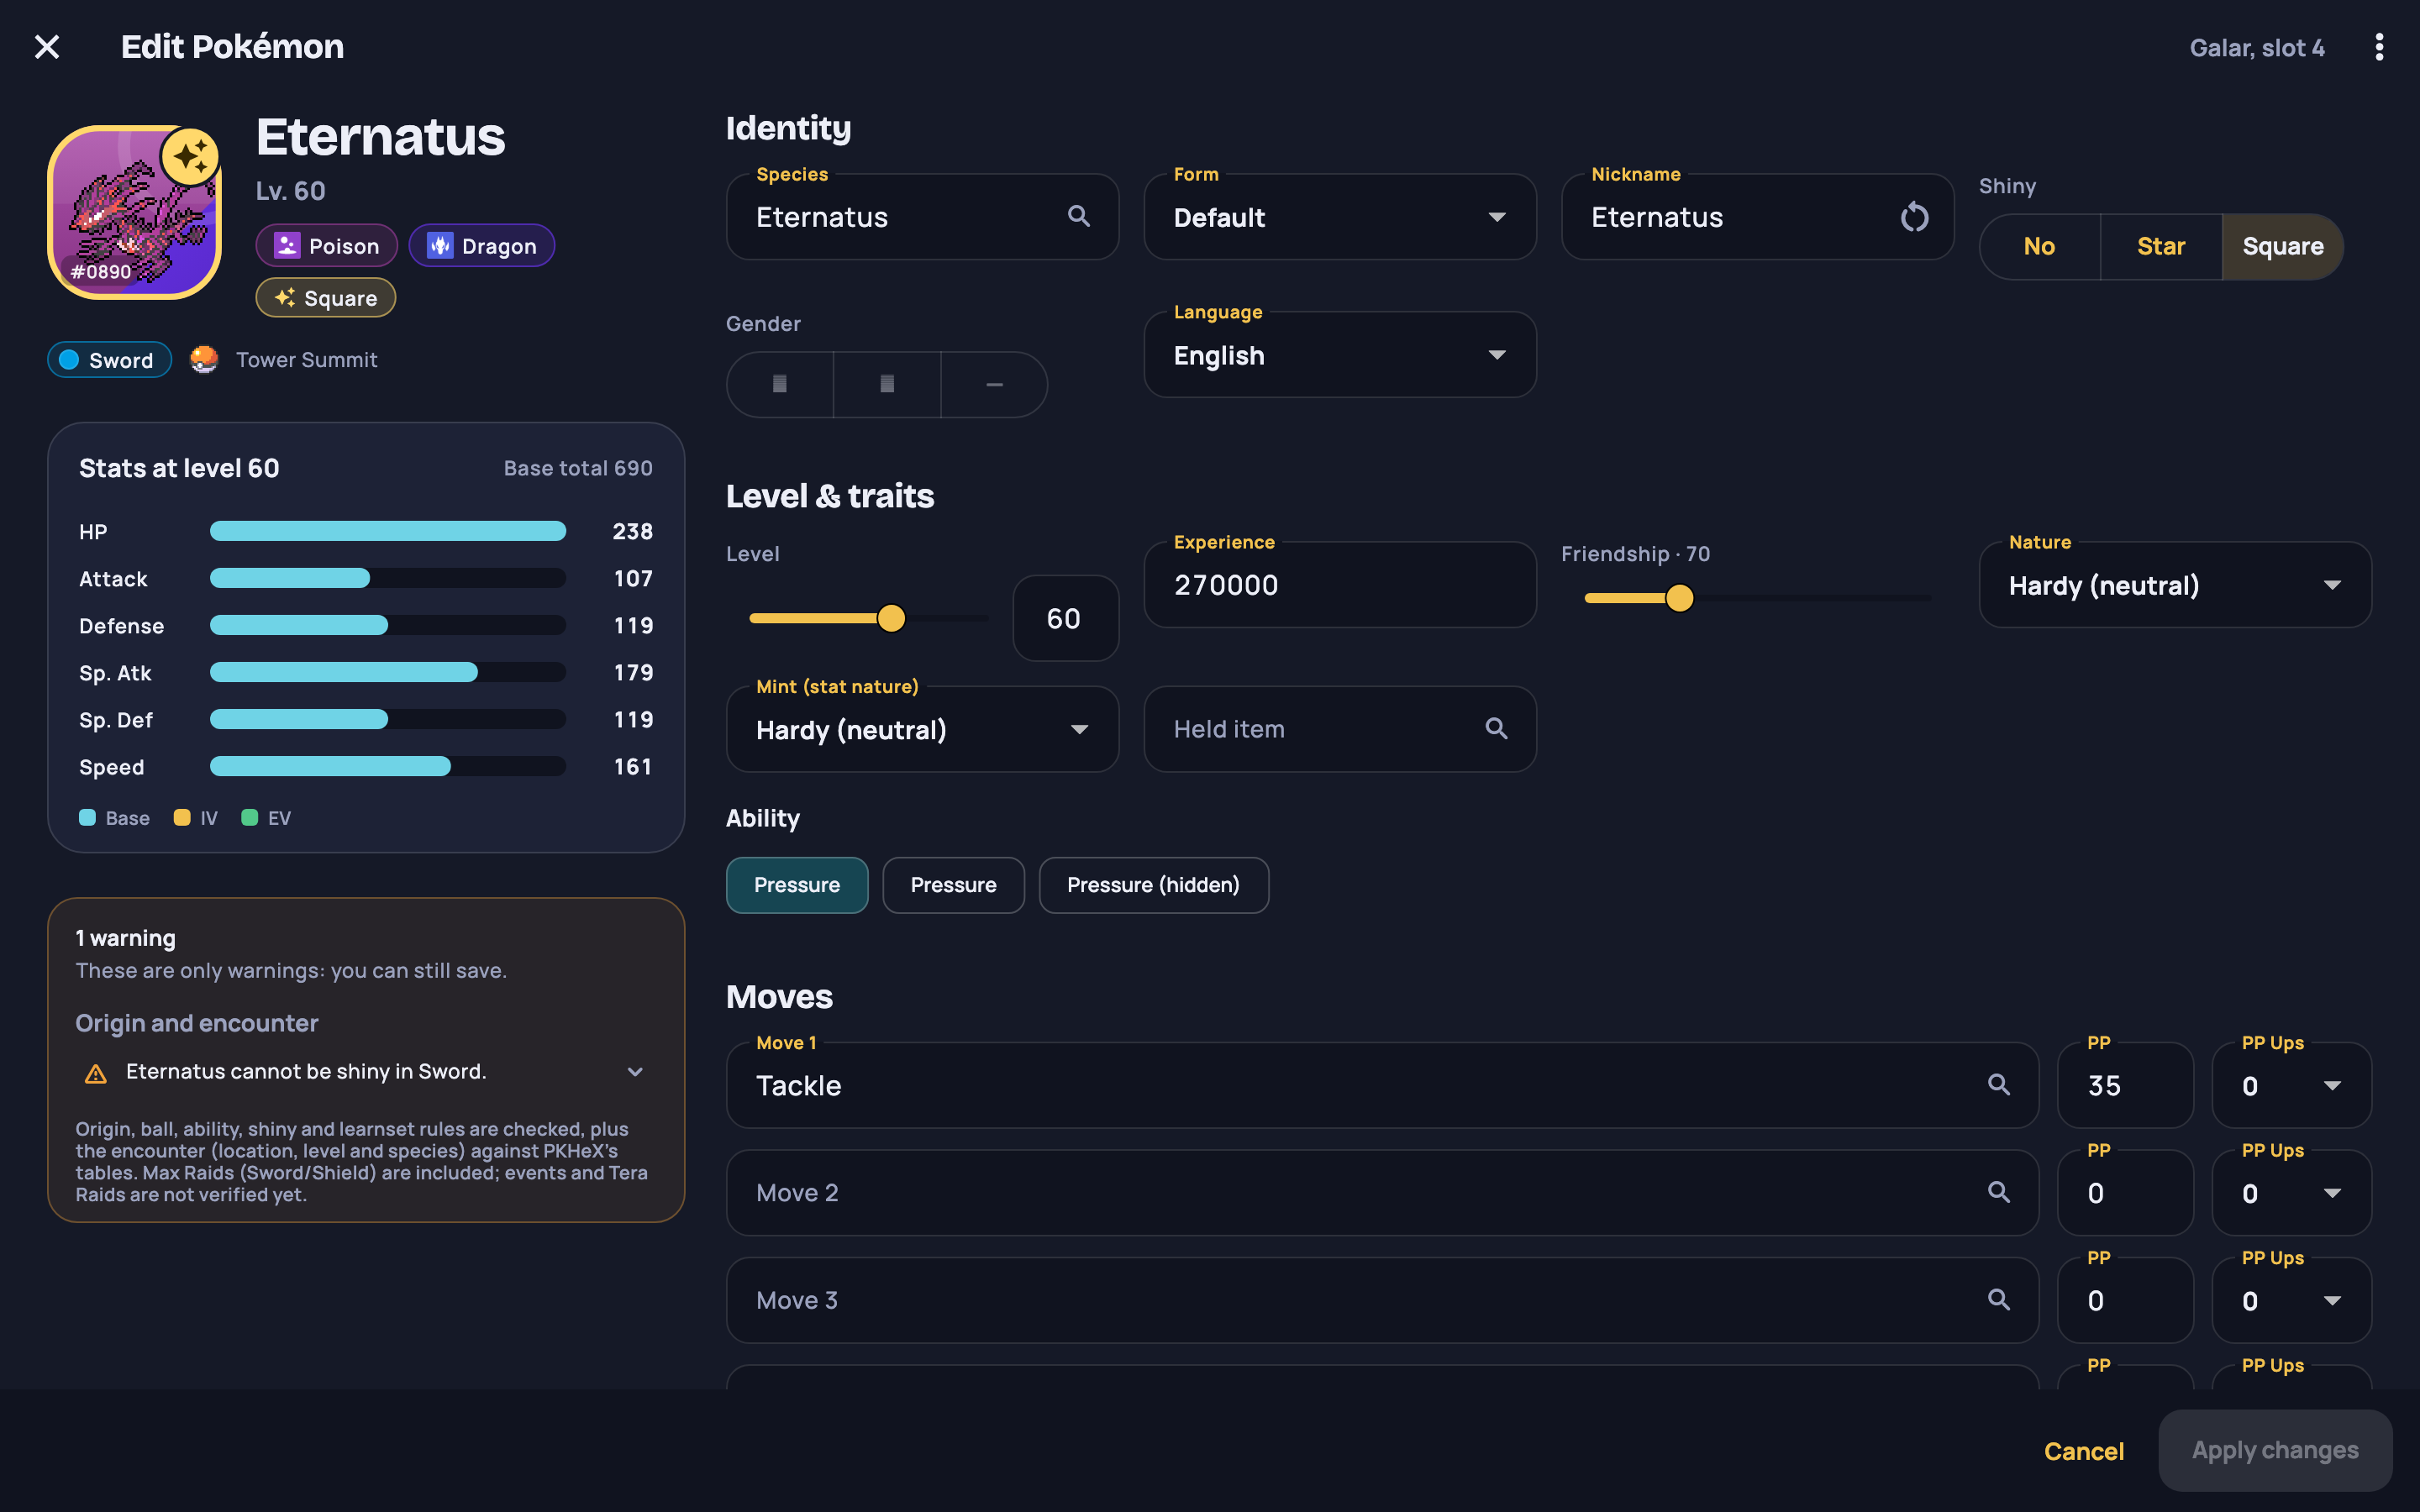 Edit Pokémon
Galar, slot 4
#0890
Eternatus
Lv. 60
Poison
Dragon
Square
Sword
Tower Summit
Stats at level 60
Base total 690
HP 238
Attack 107
Defense 119
Sp. Atk 179
Sp. Def 119
Speed 161
Base IV EV
1 warning
These are only warnings: you can still save.
Origin and encounter
Eternatus cannot be shiny in Sword.
Origin, ball, ability, shiny and learnset rules are checked, plus
the encounter (location, level and species) against PKHeX's
tables. Max Raids (Sword/Shield) are included; events and Tera
Raids are not verified yet.
Identity
Species
Eternatus
Form
Default
Nickname
Eternatus
Shiny
No Star Square
Gender
–
Language
English
Level & traits
Level
60
Experience
270000
Friendship · 70
Nature
Hardy (neutral)
Mint (stat nature)
Hardy (neutral)
Held item
Ability
Pressure
Pressure
Pressure (hidden)
Moves
Move 1
Tackle
PP
35
PP Ups
0
Move 2
PP
0
PP Ups
0
Move 3
PP
0
PP Ups
0
PP
PP Ups
Cancel
Apply changes